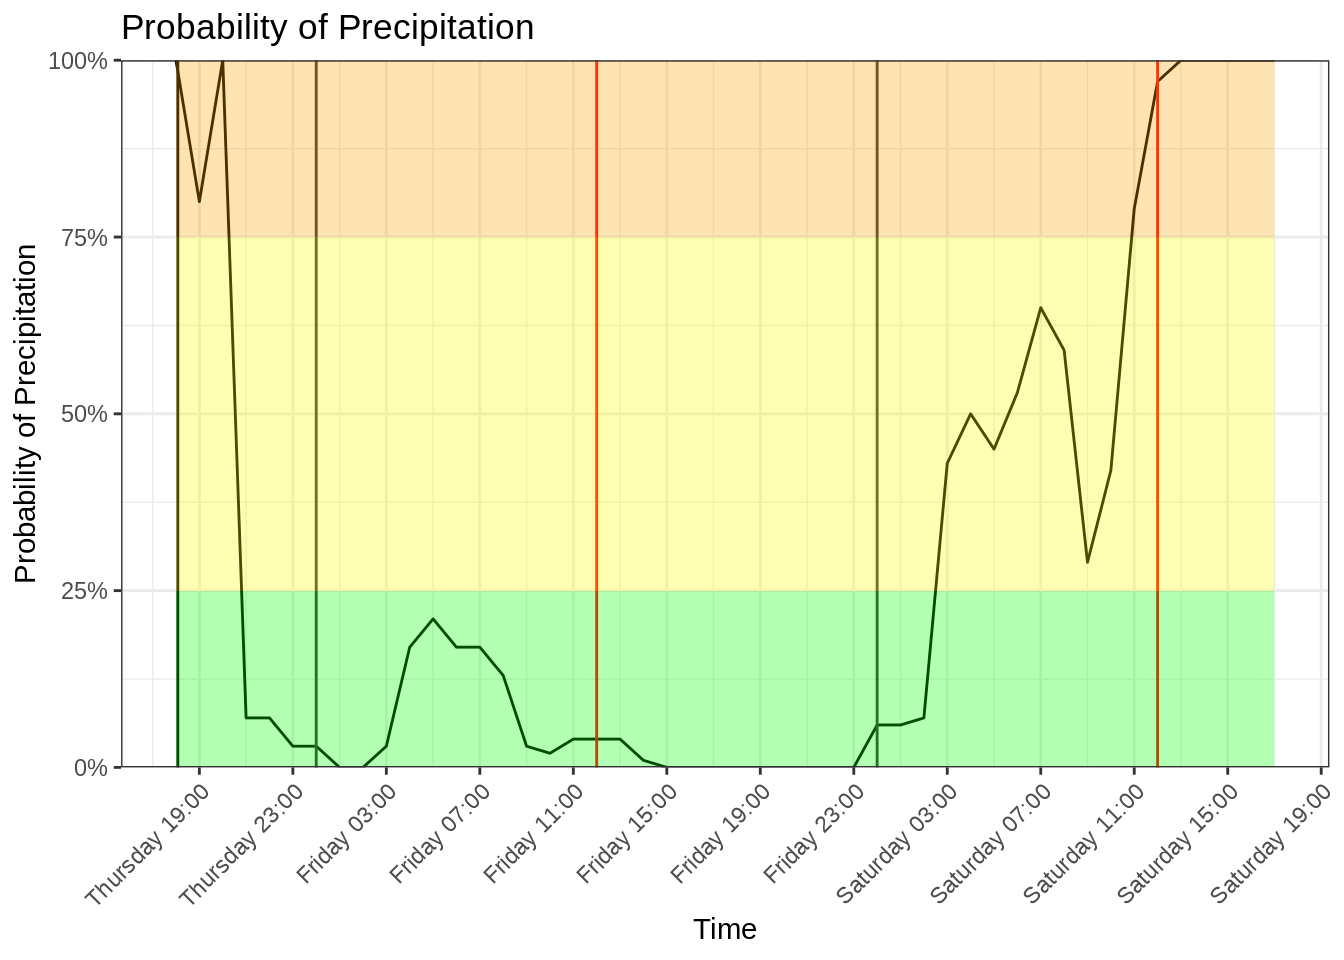 Probability of Precipitation
Probability of Precipitation
100%
75%
50%
25%
0%
Thursday 19:00
Thursday 23:00
Friday 03:00
Friday 07:00
Friday 11:00
Friday 15:00
Friday 19:00
Friday 23:00
Saturday 03:00
Saturday 07:00
Saturday 11:00
Saturday 15:00
Saturday 19:00
Time